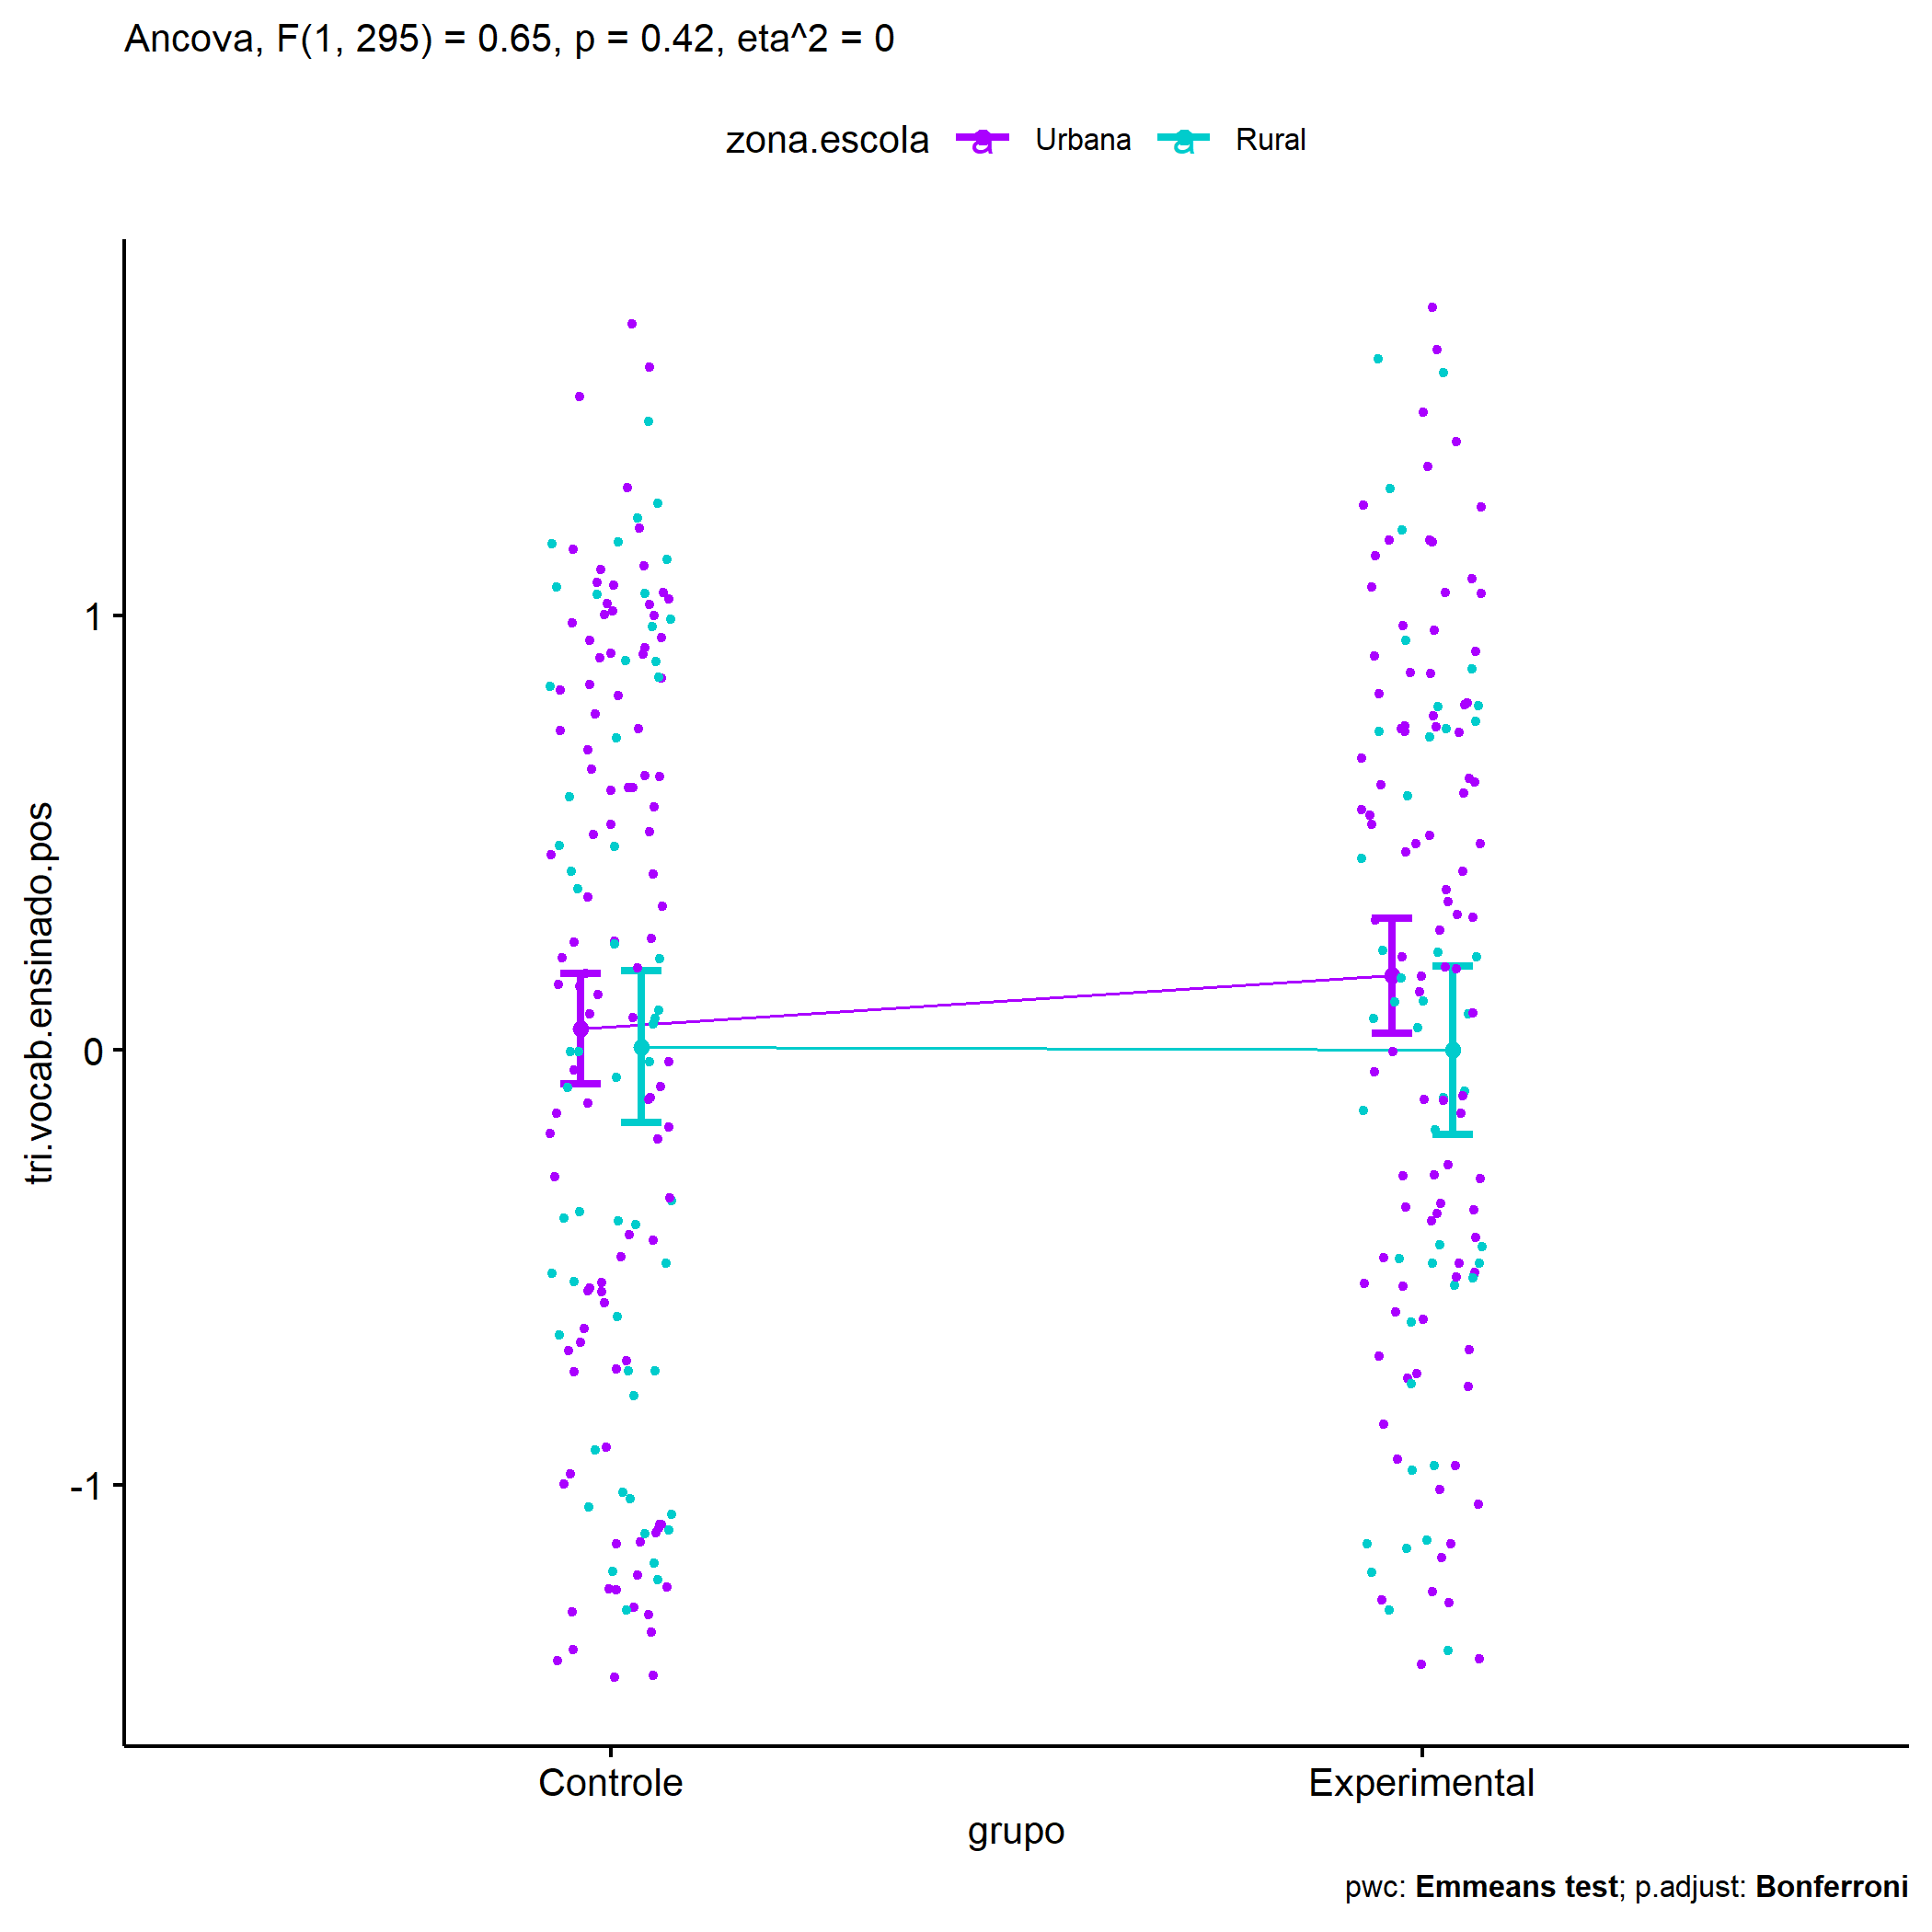 Ancova, F(1, 295) = 0.65, p = 0.42, eta^2 = 0
zona.escola a Urbana a Rural
tri.vocab.ensinado.pos
1
0
-1
Controle Experimental
grupo
pwc: Emmeans test; p.adjust: Bonferroni